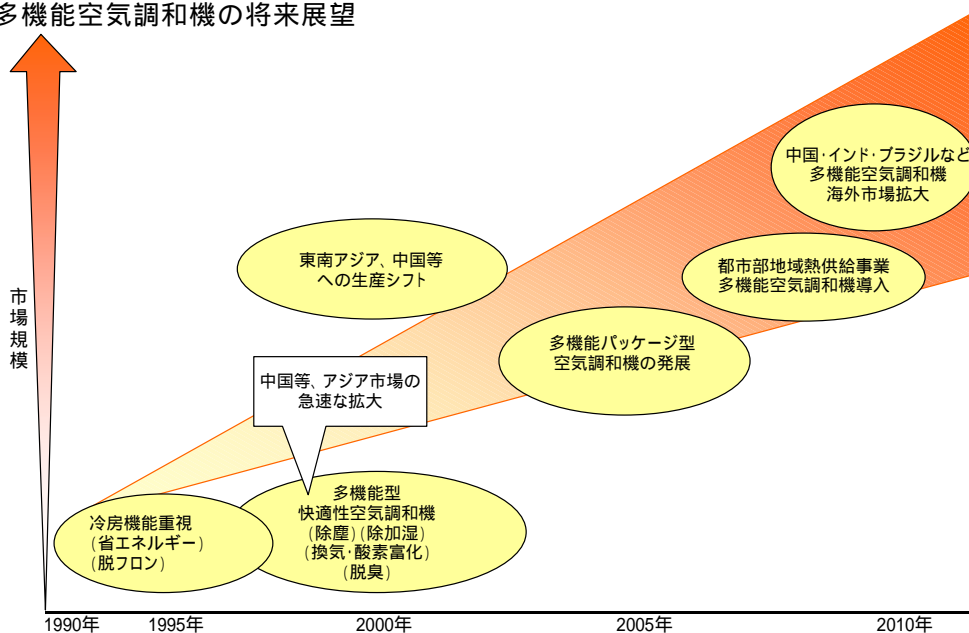 多機能空気調和機の将来展望
中国･インド･ブラジルなど
多機能空気調和機
海外市場拡大
東南アジア、中国等
への生産シフト
都市部地域熱供給事業
多機能空気調和機導入
市場規模
多機能パッケージ型
空気調和機の発展
中国等、アジア市場の
急速な拡大
冷房機能重視
(省エネルギー)
(脱フロン)
多機能型
快適性空気調和機
(除塵)(除加湿)
(換気･酸素富化)
(脱臭)
1990年 1995年 2000年 2005年 2010年